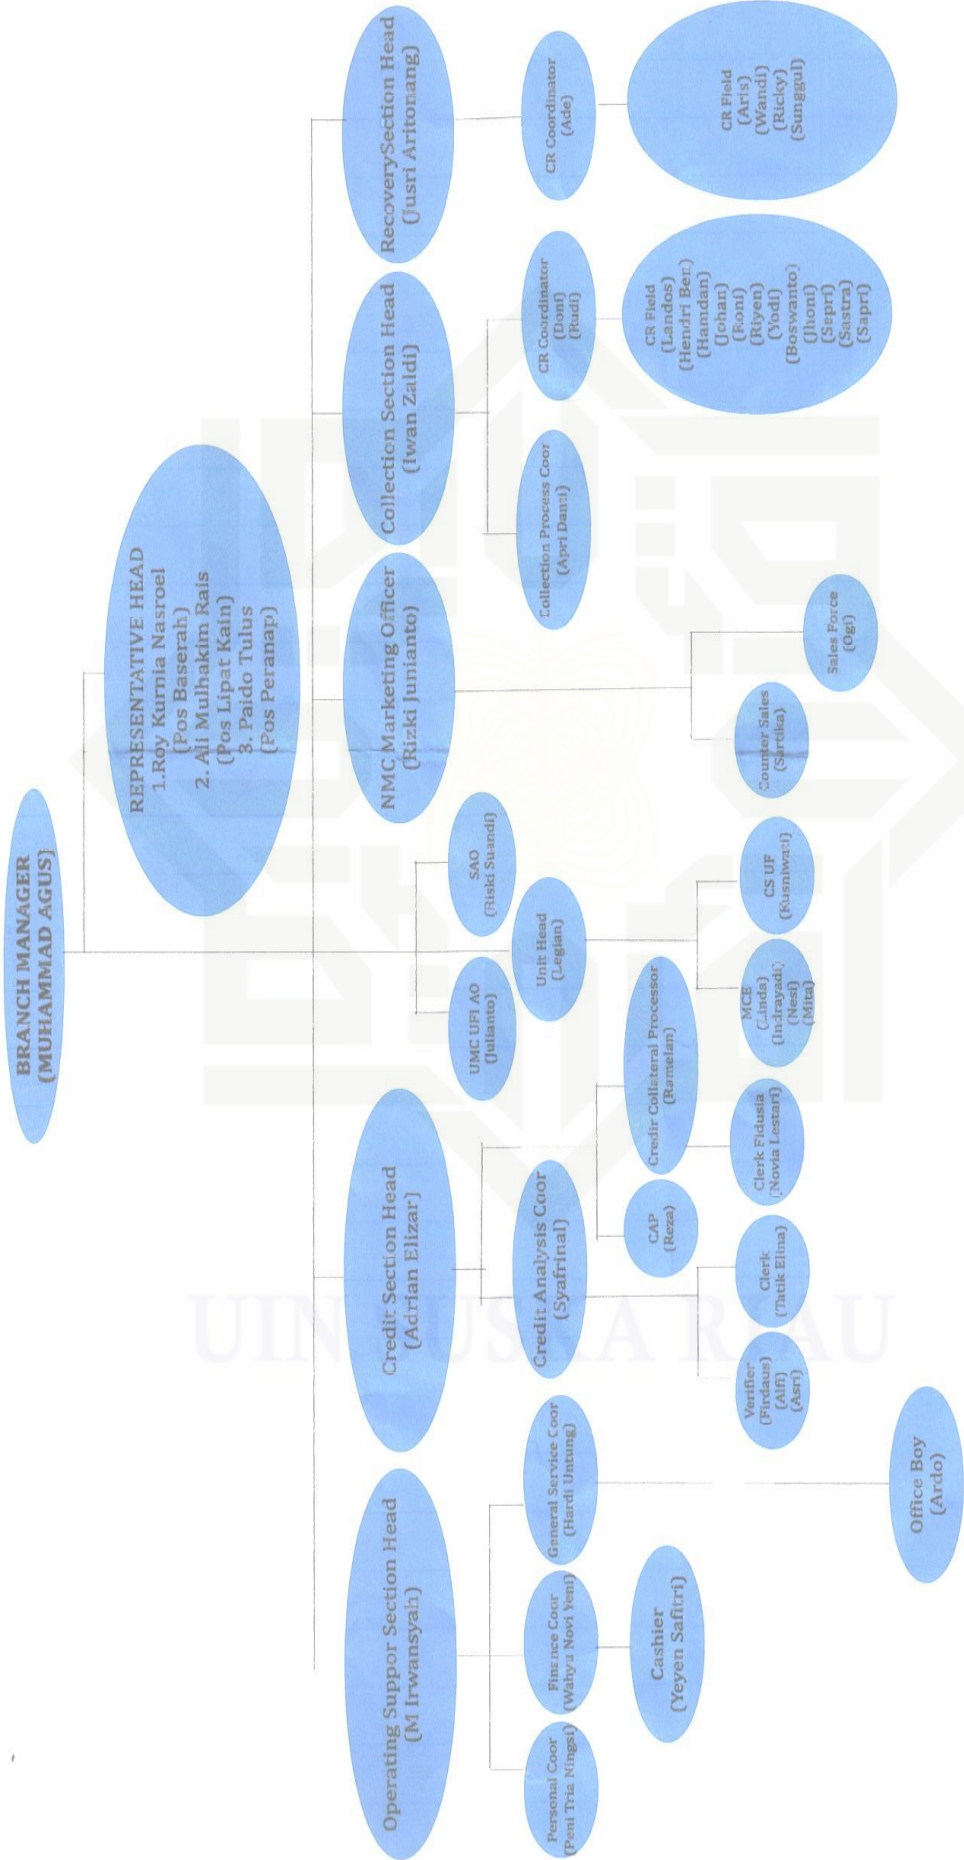 BRANCH MANAGER
(MUHAMMAD AGUS)
REPRESENTATIVE HEAD
1.Roy Kurnia Nasroel
(Pos Baserah)
2. Ali Mulhakim Rais
(Pos Lipat Kain)
3. Paido Tulus
(Pos Peranap)
Operating Suppor Section Head
(M Irwansyah)
Credit Section Head
(Adrian Elizar)
NMC Marketing Officer
(Rizki Junianto)
Collection Section Head
(Iwan Zaldi)
RecoverySection Head
(Jusri Aritonang)
UMC UFI AO
(Julianto)
SAO
(Riski Suandi)
Personal Coor
(Peni Tria Ningsi)
Finance Coor
(Wahyu Novi Yeni)
General Service Coor
(Hardi Untung)
Credit Analysis Coor
(Syafrinal)
Unit Head
(Legian)
Collection Process Coor
(Apri Danti)
CR Coordinator
(Doni)
(Rudi)
CR Coordinator
(Ade)
Cashier
(Yeyen Safitri)
CAP
(Reza)
Credir Collateral Processor
(Ramelan)
CR Field
(Landos)
(Hendri Ben)
(Hamdan)
(Johan)
(Roni)
(Riyen)
(Yodi)
(Boswanto)
(Jhoni)
(Sepri)
(Sastra)
(Sapri)
CR Field
(Aris)
(Wandi)
(Ricky)
(Sunggul)
Verifier
(Firdaus)
(Alfi)
(Asri)
Clerk
(Tatik Elina)
Clerk Fidusia
(Novia Lestari)
MCE
(Linda)
(Indrayadi)
(Nesi)
(Mita)
CS UF
(Kusniwati)
Counter Sales
(Sartika)
Sales Force
(Ogi)
Office Boy
(Ardo)
UIN SUSKA RIAU